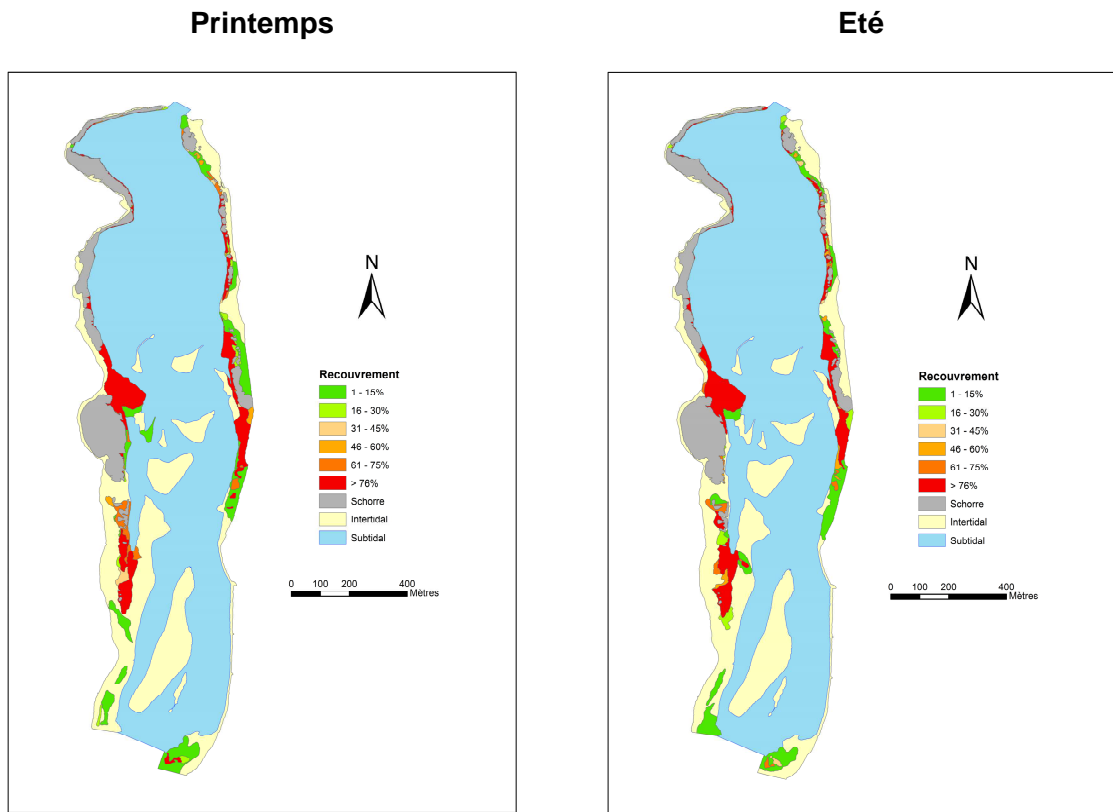 Printemps
Eté
N
Recouvrement
1 - 15%
16 - 30%
31 - 45%
46 - 60%
61 - 75%
> 76%
Schorre
Intertidal
Subtidal
0 100 200 400
Mètres
N
Recouvrement
1 - 15%
16 - 30%
31 - 45%
46 - 60%
61 - 75%
> 76%
Schorre
Intertidal
Subtidal
0 100 200 400
Mètres